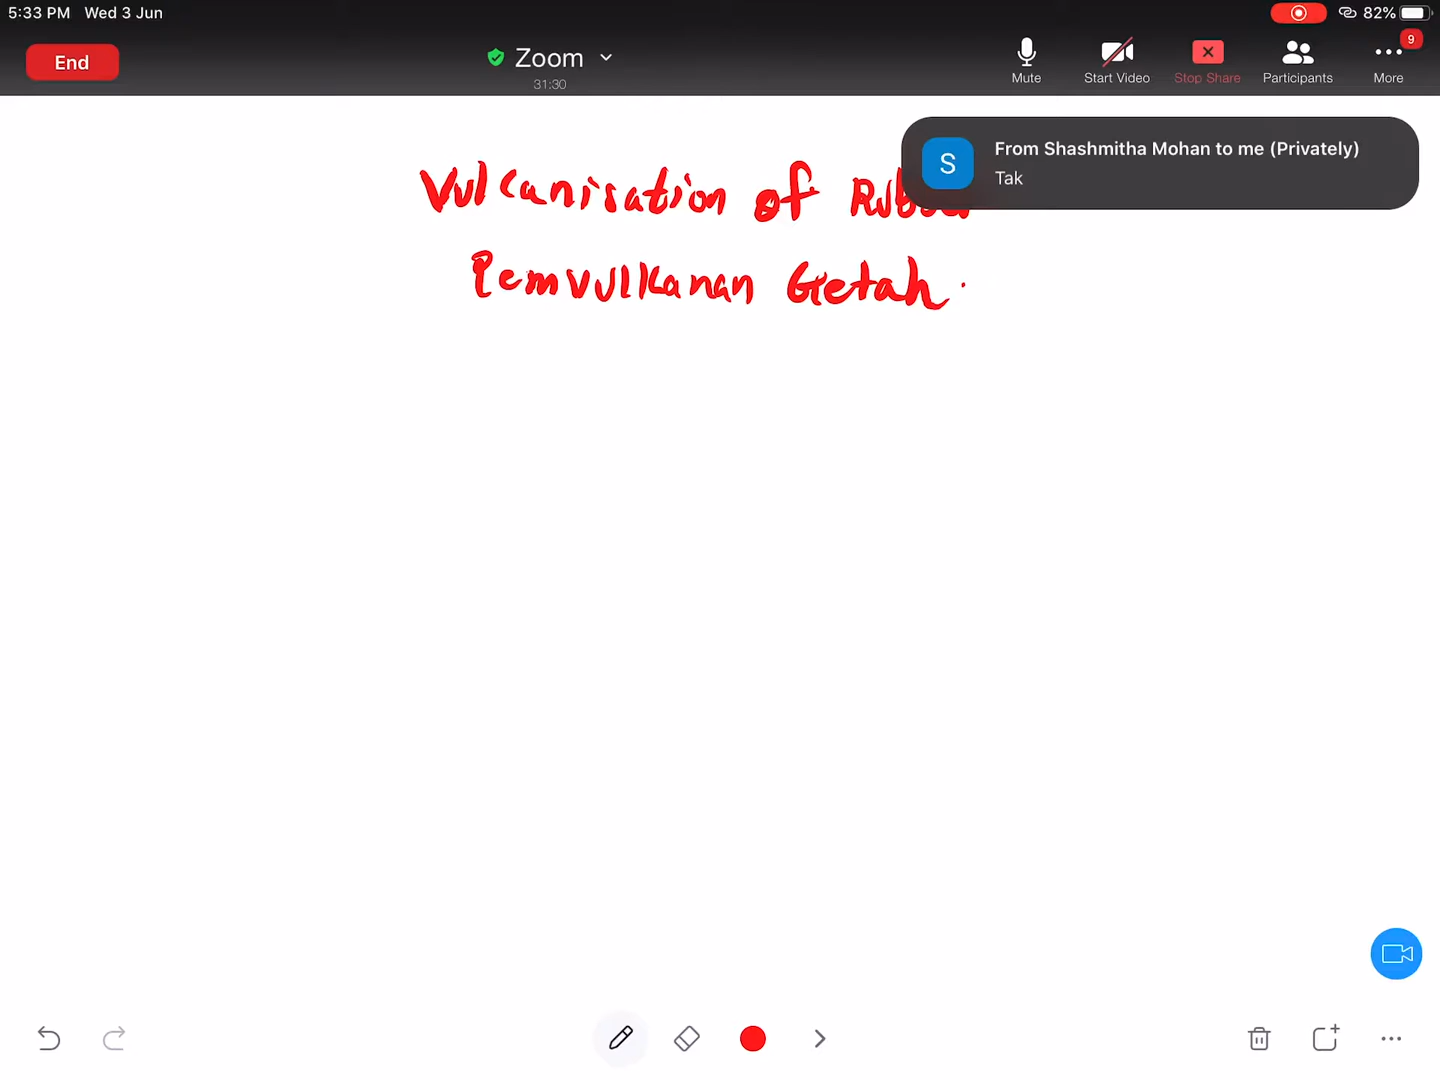 5:33 PM Wed 3 Jun
82%
End
Zoom
31:30
Mute
Start Video
Stop Share
Participants
More
9
S
From Shashmitha Mohan to me (Privately)
Tak
Vulcanisation of
Pemvulkanan Getah.